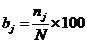 b_j = n_j/N × 100